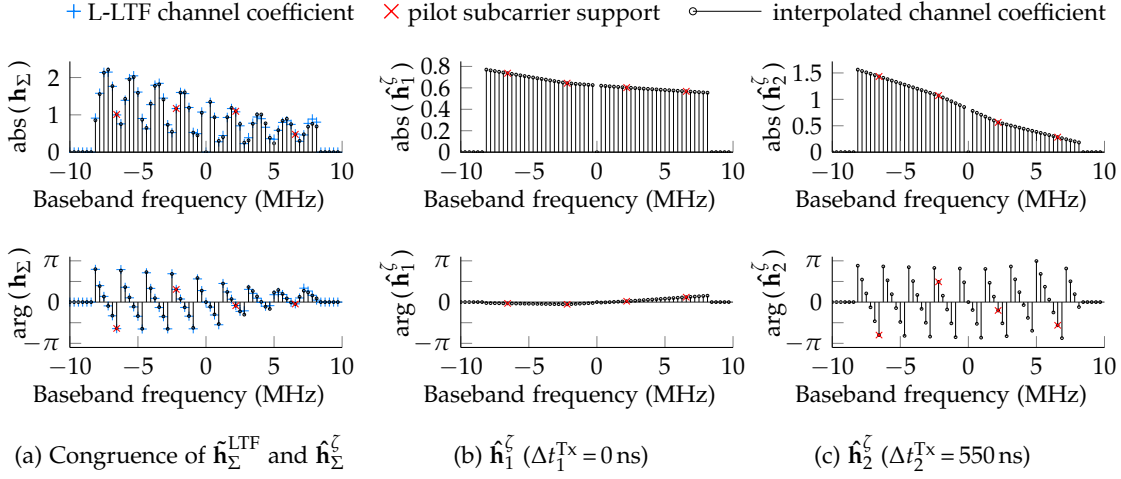 L-LTF channel coefficient pilot subcarrier support interpolated channel coefficient
abs (h_Σ)
2
1
0
−10 −5 0 5 10
Baseband frequency (MHz)
abs (ĥ_1^ζ)
0.8
0.6
0.4
0.2
0
−10 −5 0 5 10
Baseband frequency (MHz)
abs (ĥ_2^ζ)
1.5
1
0.5
0
−10 −5 0 5 10
Baseband frequency (MHz)
arg (h_Σ)
π
0
−π
−10 −5 0 5 10
Baseband frequency (MHz)
arg (ĥ_1^ζ)
π
0
−π
−10 −5 0 5 10
Baseband frequency (MHz)
arg (ĥ_2^ζ)
π
0
−π
−10 −5 0 5 10
Baseband frequency (MHz)
(a) Congruence of h̃_Σ^LTF and ĥ_Σ^ζ
(b) ĥ_1^ζ (Δt_1^Tx = 0 ns)
(c) ĥ_2^ζ (Δt_2^Tx = 550 ns)